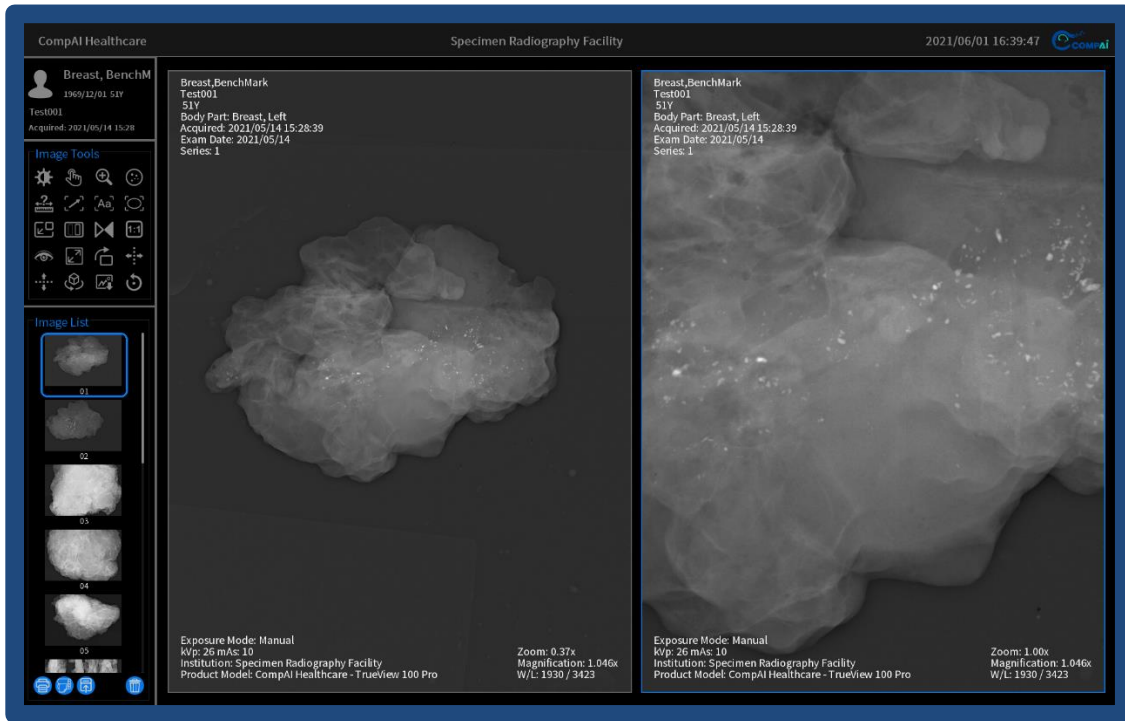 CompAI Healthcare
Specimen Radiography Facility
2021/06/01 16:39:47
COMPAI
Breast, BenchM
1969/12/01 51Y
Test001
Acquired: 2021/05/14 15:28
Image Tools
Aa
1:1
Image List
01
02
03
04
05
Breast,BenchMark
Test001
51Y
Body Part: Breast, Left
Acquired: 2021/05/14 15:28:39
Exam Date: 2021/05/14
Series: 1
Exposure Mode: Manual
kVp: 26 mAs: 10
Institution: Specimen Radiography Facility
Product Model: CompAI Healthcare - TrueView 100 Pro
Zoom: 0.37x
Magnification: 1.046x
W/L: 1930 / 3423
Breast,BenchMark
Test001
51Y
Body Part: Breast, Left
Acquired: 2021/05/14 15:28:39
Exam Date: 2021/05/14
Series: 1
Exposure Mode: Manual
kVp: 26 mAs: 10
Institution: Specimen Radiography Facility
Product Model: CompAI Healthcare - TrueView 100 Pro
Zoom: 1.00x
Magnification: 1.046x
W/L: 1930 / 3423